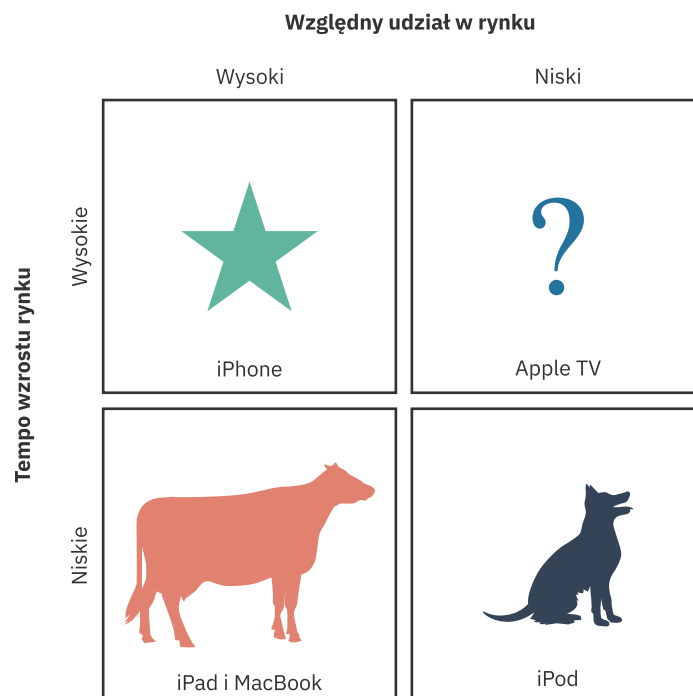 Względny udział w rynku
Wysoki
Niski
Tempo wzrostu rynku
Wysokie
?
iPhone
Apple TV
Niskie
iPad i MacBook
iPod